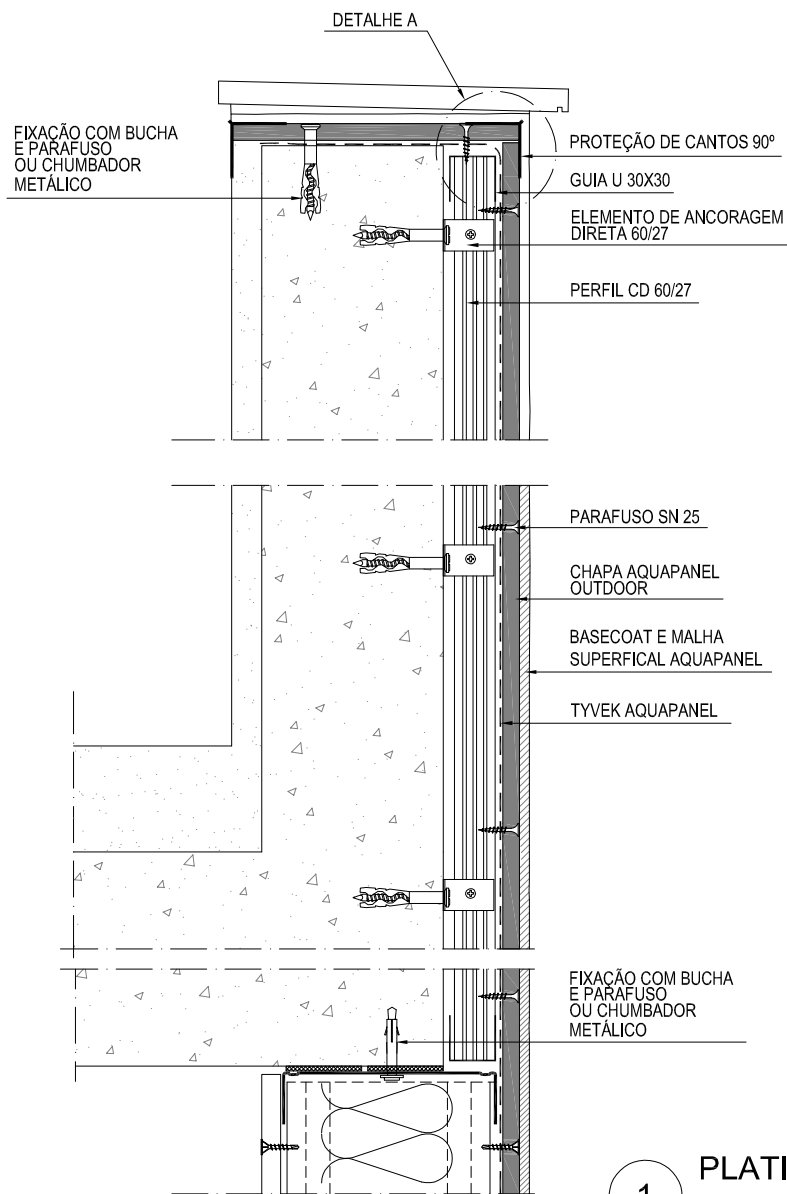 DETALHE A
FIXAÇÃO COM BUCHA
E PARAFUSO
OU CHUMBADOR
METÁLICO
PROTEÇÃO DE CANTOS 90º
GUIA U 30X30
ELEMENTO DE ANCORAGEM
DIRETA 60/27
PERFIL CD 60/27
PARAFUSO SN 25
CHAPA AQUAPANEL
OUTDOOR
BASECOAT E MALHA
SUPERFICAL AQUAPANEL
TYVEK AQUAPANEL
FIXAÇÃO COM BUCHA
E PARAFUSO
OU CHUMBADOR
METÁLICO
1